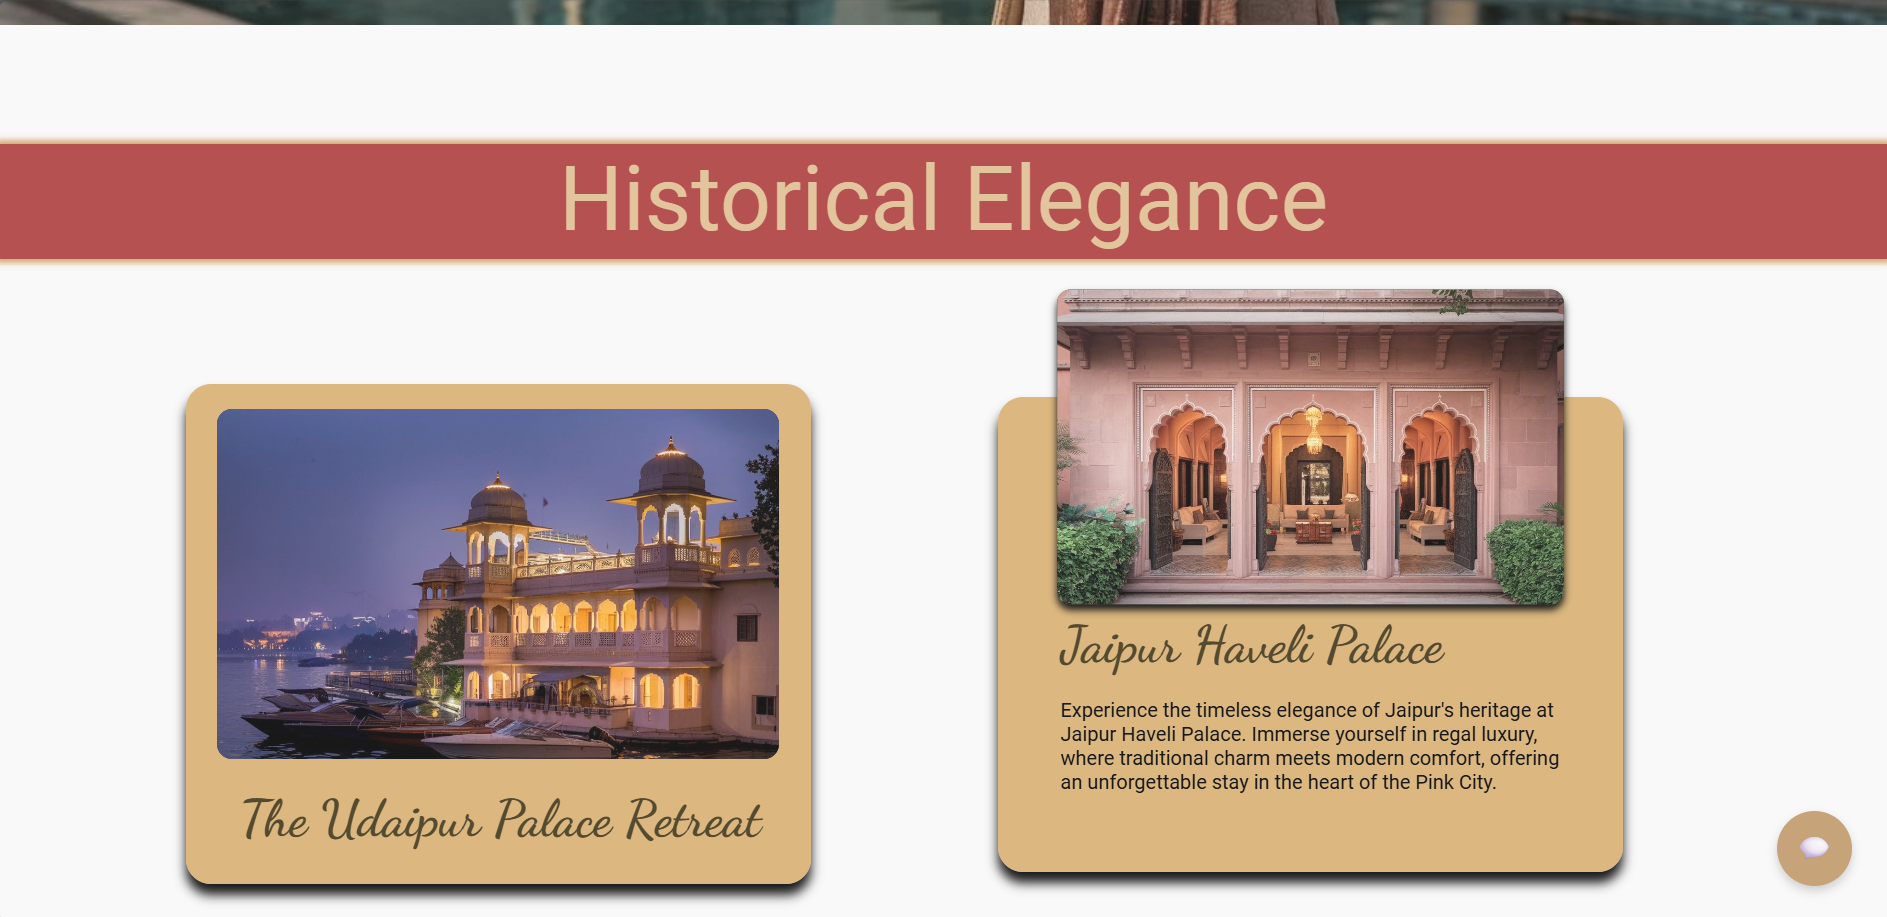 Historical Elegance
The Udaipur Palace Retreat
Jaipur Haveli Palace
Experience the timeless elegance of Jaipur's heritage at
Jaipur Haveli Palace. Immerse yourself in regal luxury,
where traditional charm meets modern comfort, offering
an unforgettable stay in the heart of the Pink City.